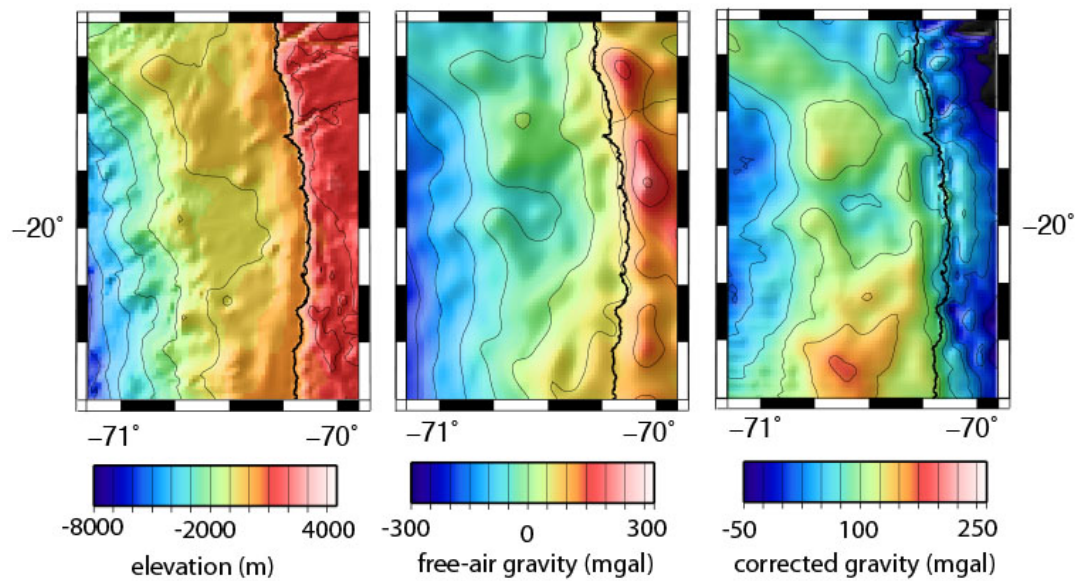 −20°
−20°
−71° −70° −71° −70° −71° −70°
-8000 -2000 4000 -300 0 300 -50 100 250
elevation (m) free-air gravity (mgal) corrected gravity (mgal)